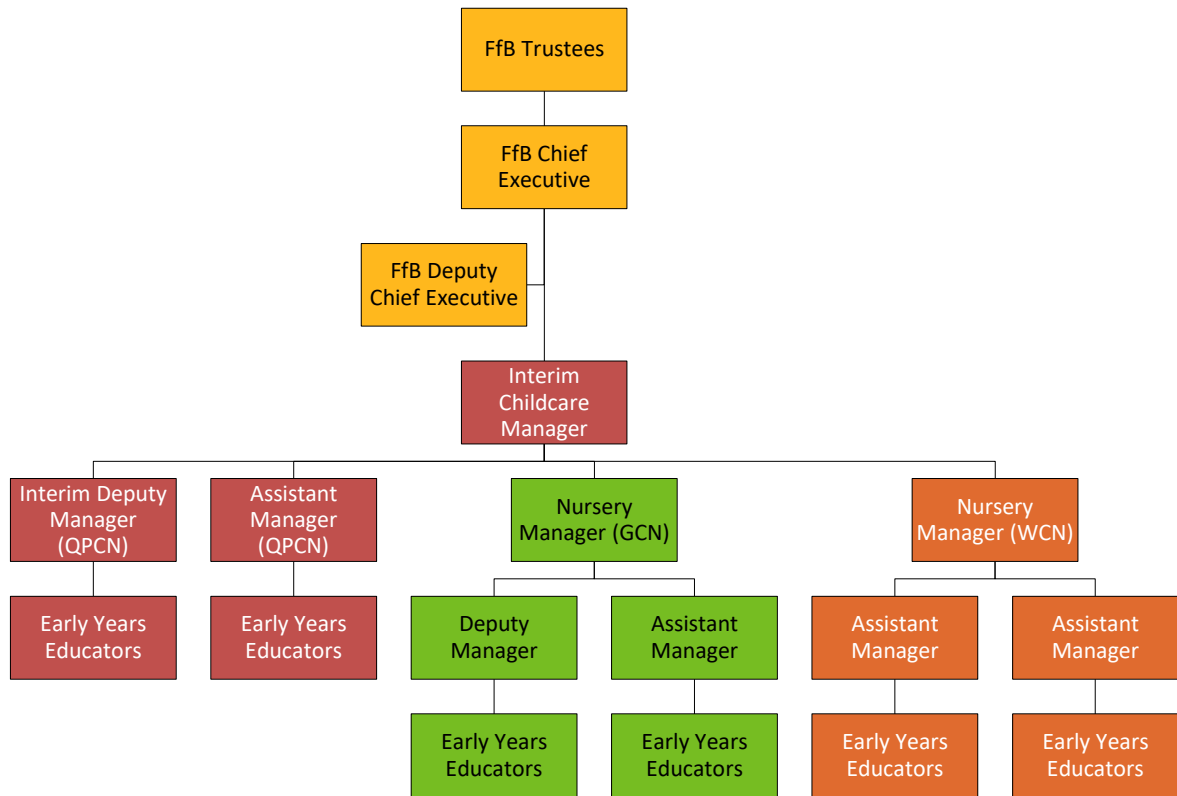 FfB Trustees
FfB Chief
Executive
FfB Deputy
Chief Executive
Interim
Childcare
Manager
Interim Deputy
Manager
(QPCN)
Assistant
Manager
(QPCN)
Nursery
Manager (GCN)
Nursery
Manager (WCN)
Early Years
Educators
Early Years
Educators
Deputy
Manager
Assistant
Manager
Assistant
Manager
Assistant
Manager
Early Years
Educators
Early Years
Educators
Early Years
Educators
Early Years
Educators